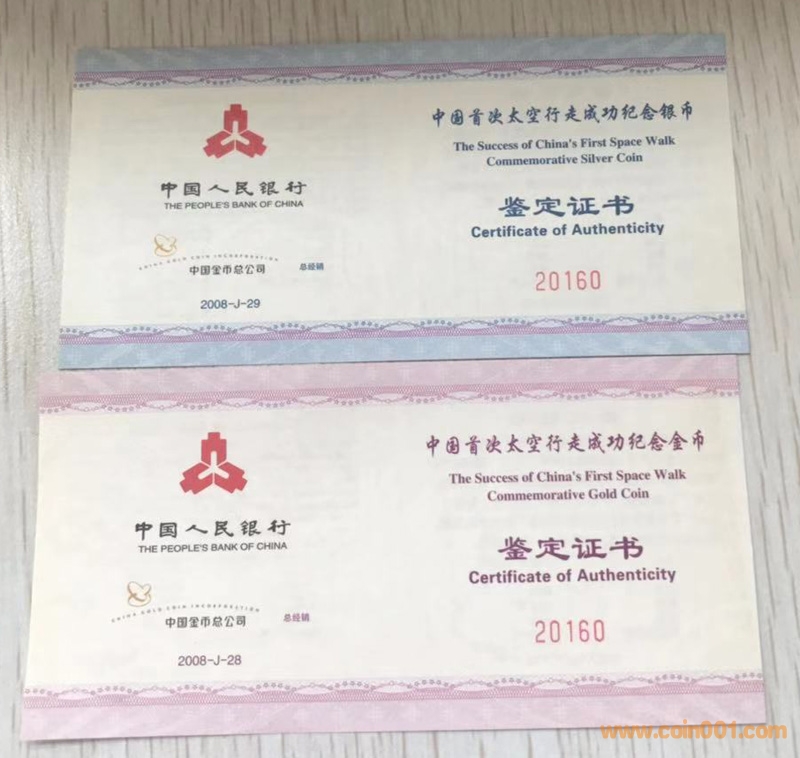 中国人民银行
THE PEOPLE'S BANK OF CHINA
CHINA GOLD COIN INCORPORATION
中国金币总公司 总经销
2008-J-29
中国首次太空行走成功纪念银币
The Success of China's First Space Walk
Commemorative Silver Coin
鉴定证书
Certificate of Authenticity
20160
中国人民银行
THE PEOPLE'S BANK OF CHINA
CHINA GOLD COIN INCORPORATION
中国金币总公司 总经销
2008-J-28
中国首次太空行走成功纪念金币
The Success of China's First Space Walk
Commemorative Gold Coin
鉴定证书
Certificate of Authenticity
20160
www.coin001.com